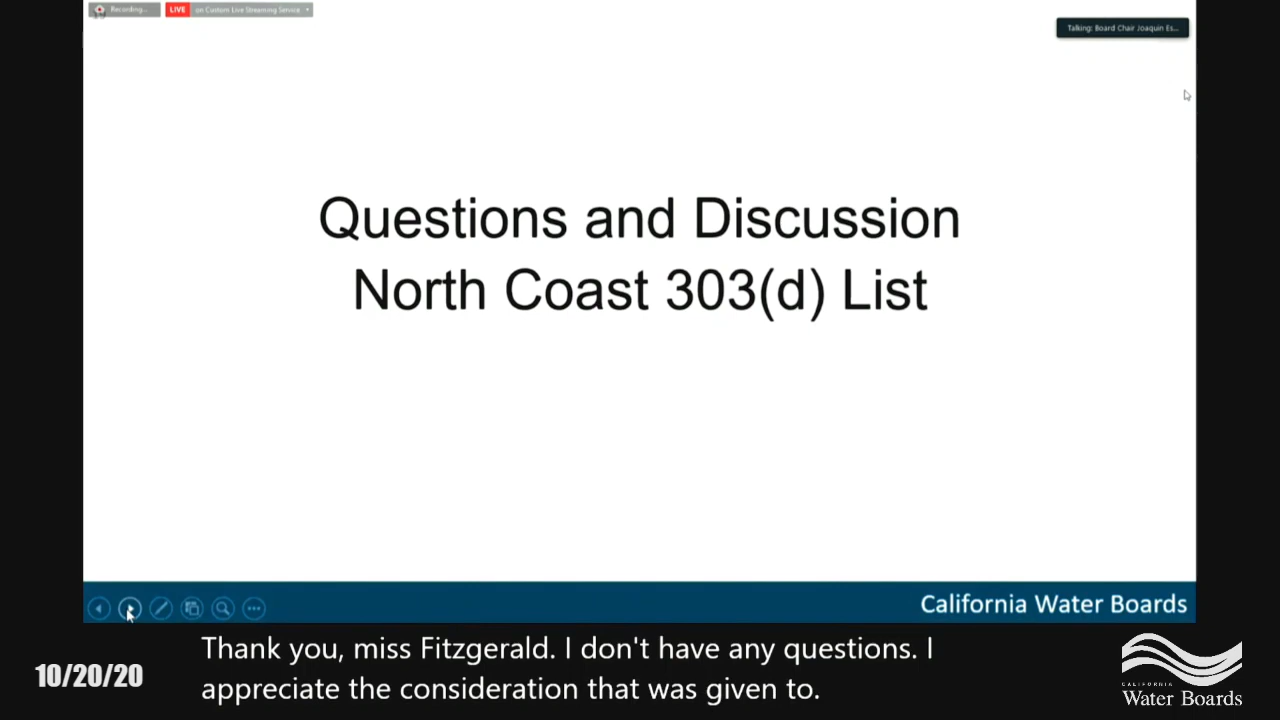 Recording...
LIVE on Custom Live Streaming Service
Talking: Board Chair Joaquin Es...
Questions and Discussion
North Coast 303(d) List
California Water Boards
Thank you, miss Fitzgerald. I don't have any questions. I
appreciate the consideration that was given to.
10/20/20
CALIFORNIA
Water Boards